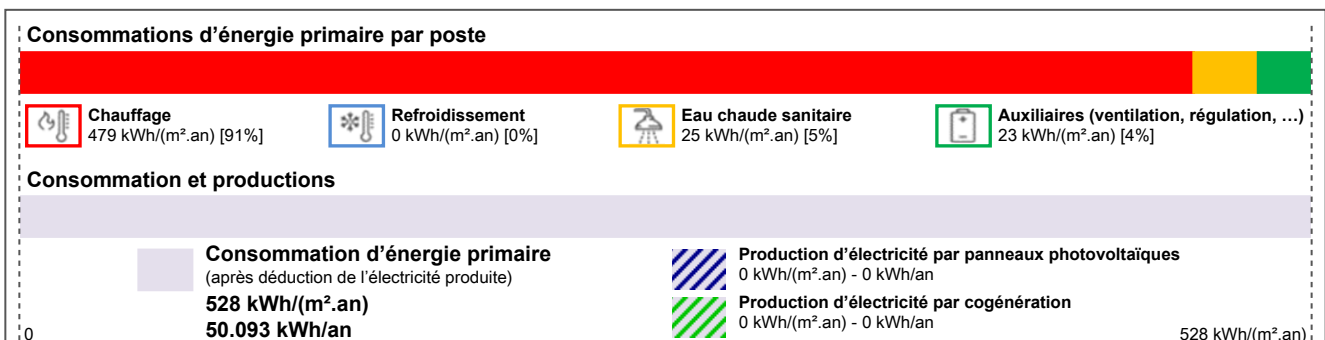 Consommations d'énergie primaire par poste
Chauffage
479 kWh/(m².an) [91%]
Refroidissement
0 kWh/(m².an) [0%]
Eau chaude sanitaire
25 kWh/(m².an) [5%]
Auxiliaires (ventilation, régulation, …)
23 kWh/(m².an) [4%]
Consommation et productions
Consommation d'énergie primaire
(après déduction de l'électricité produite)
528 kWh/(m².an)
50.093 kWh/an
Production d'électricité par panneaux photovoltaïques
0 kWh/(m².an) - 0 kWh/an
Production d'électricité par cogénération
0 kWh/(m².an) - 0 kWh/an
0
528 kWh/(m².an)